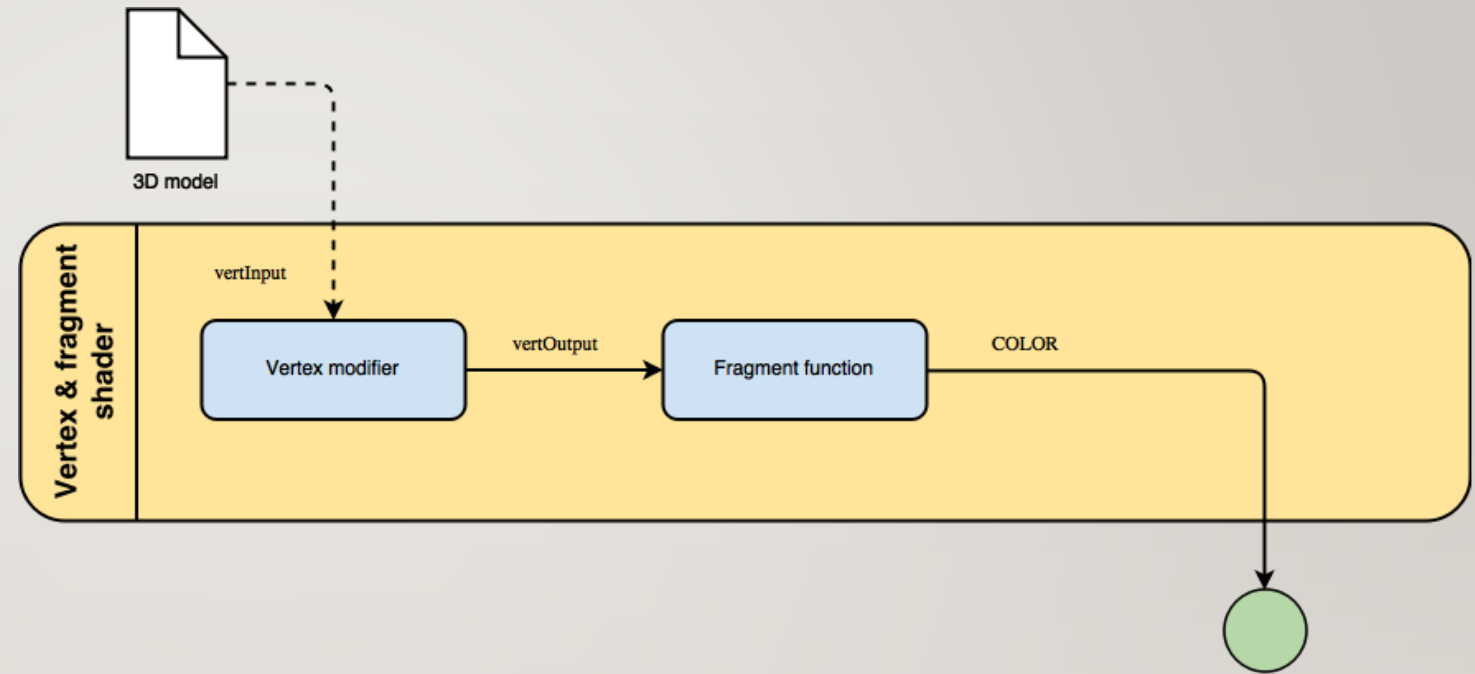 3D model
Vertex & fragment
shader
vertInput
Vertex modifier
vertOutput
Fragment function
COLOR